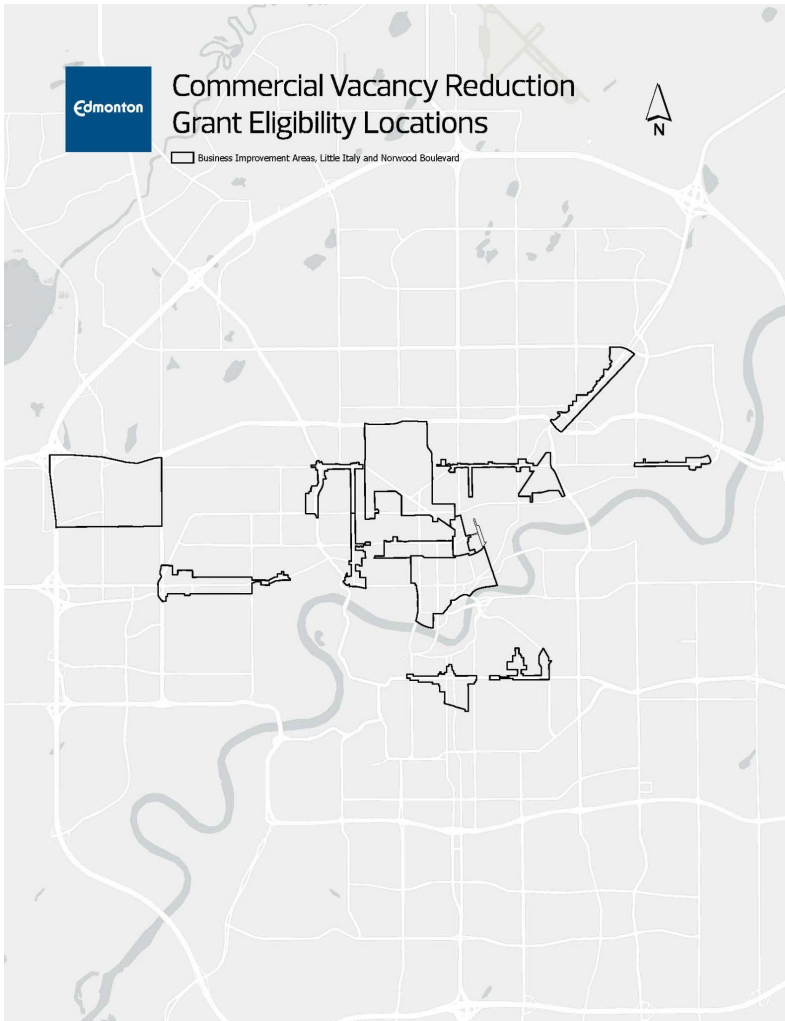 Edmonton
Commercial Vacancy Reduction
Grant Eligibility Locations
Business Improvement Areas, Little Italy and Norwood Boulevard
N